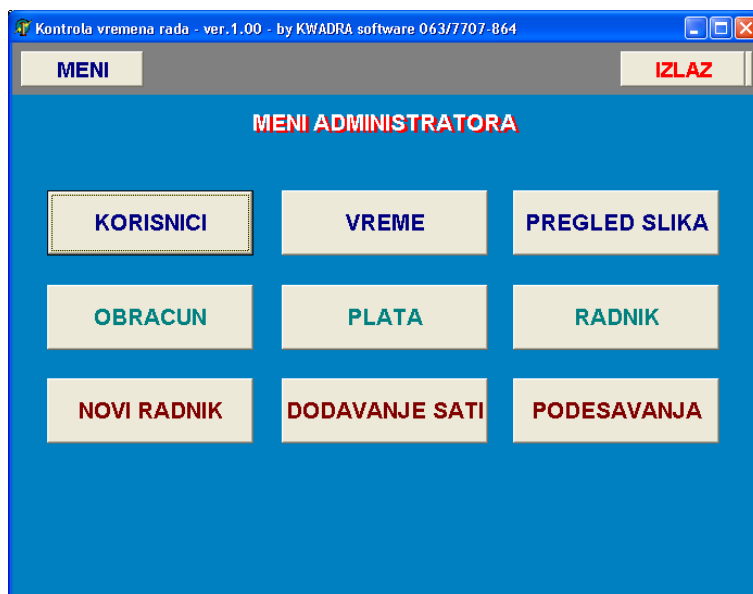 Kontrola vremena rada - ver.1.00 - by KWADRA software 063/7707-864
MENI IZLAZ
MENI ADMINISTRATORA
KORISNICI VREME PREGLED SLIKA
OBRACUN PLATA RADNIK
NOVI RADNIK DODAVANJE SATI PODESAVANJA